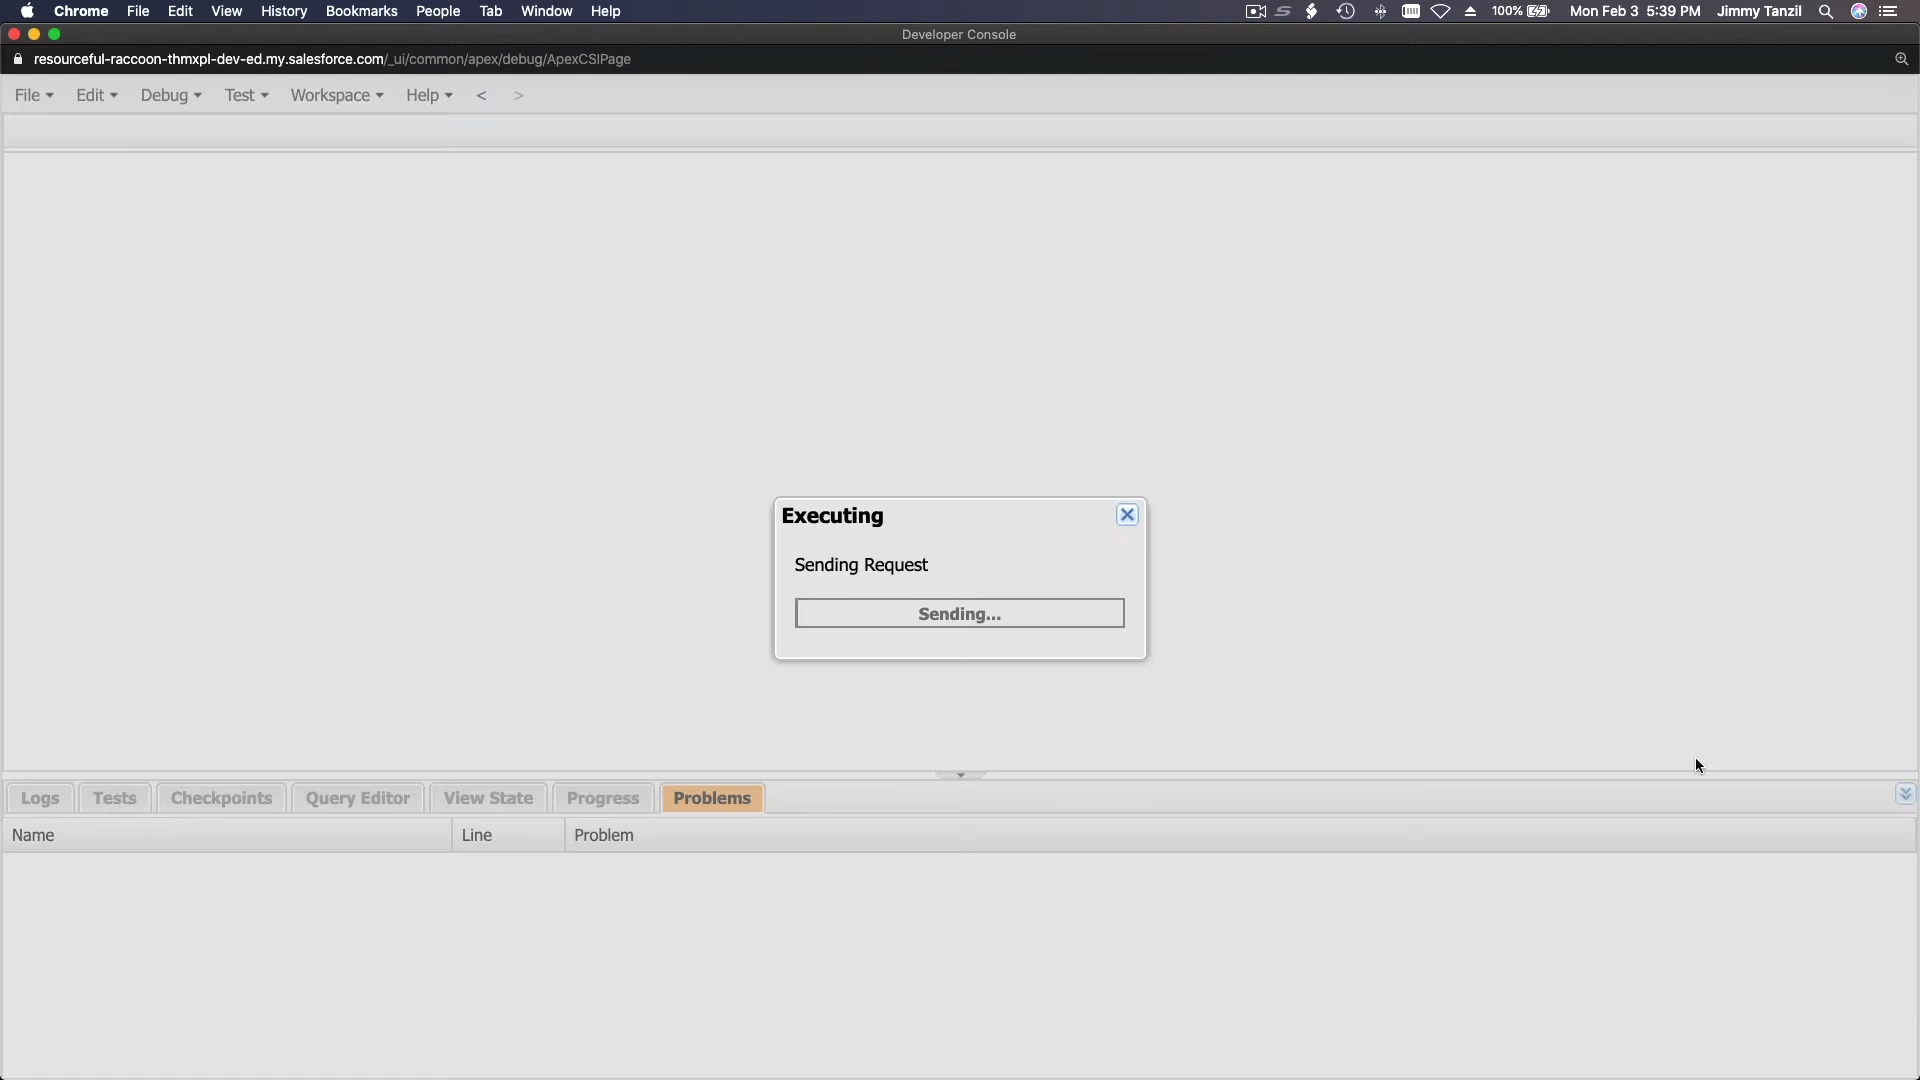 Chrome File Edit View History Bookmarks People Tab Window Help 100% Mon Feb 3 5:39 PM Jimmy Tanzil
Developer Console
resourceful-raccoon-thmxpl-dev-ed.my.salesforce.com/_ui/common/apex/debug/ApexCSIPage
File Edit Debug Test Workspace Help < >
Executing
Sending Request
Sending...
Logs Tests Checkpoints Query Editor View State Progress Problems
Name Line Problem